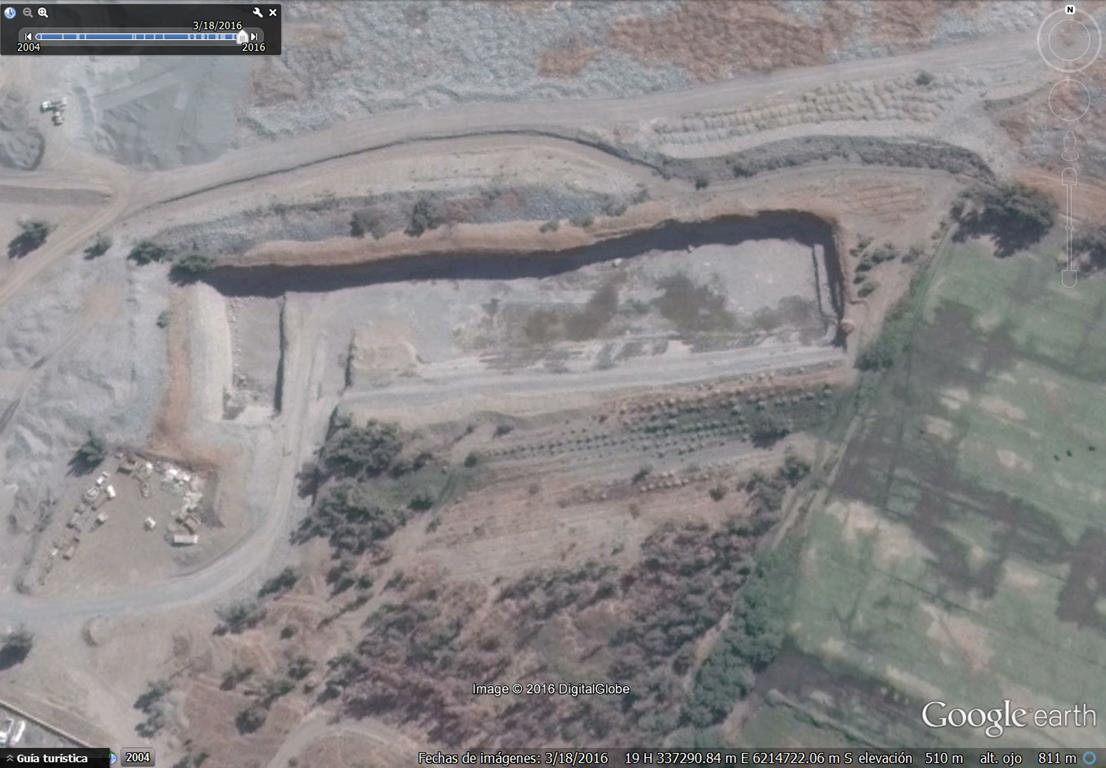 3/18/2016
2004
2016
N
Image © 2016 DigitalGlobe
Google earth
Guía turística
2004
Fechas de imágenes: 3/18/2016 19 H 337290.84 m E 6214722.06 m S elevación 510 m alt. ojo 811 m